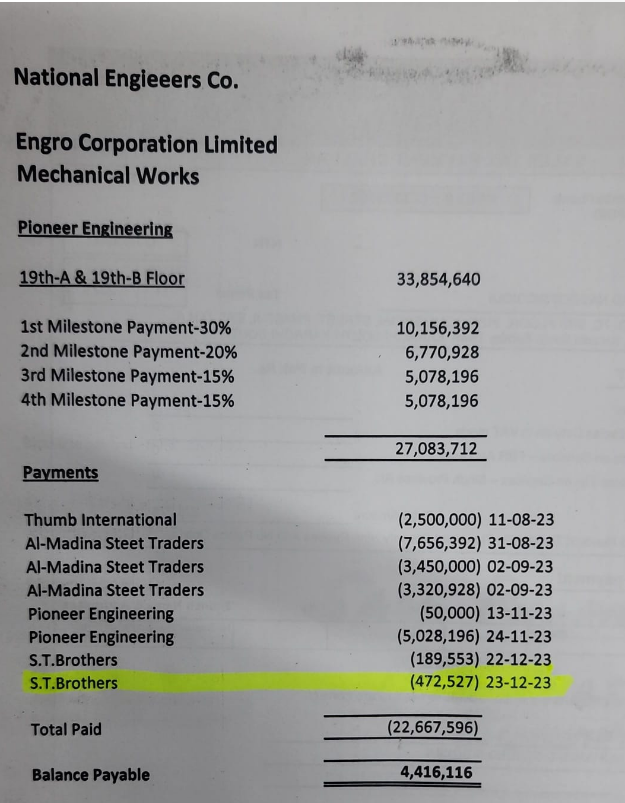 National Engieeers Co.
Engro Corporation Limited
Mechanical Works
Pioneer Engineering
19th-A & 19th-B Floor 33,854,640
1st Milestone Payment-30% 10,156,392
2nd Milestone Payment-20% 6,770,928
3rd Milestone Payment-15% 5,078,196
4th Milestone Payment-15% 5,078,196
27,083,712
Payments
Thumb International (2,500,000) 11-08-23
Al-Madina Steet Traders (7,656,392) 31-08-23
Al-Madina Steet Traders (3,450,000) 02-09-23
Al-Madina Steet Traders (3,320,928) 02-09-23
Pioneer Engineering (50,000) 13-11-23
Pioneer Engineering (5,028,196) 24-11-23
S.T.Brothers (189,553) 22-12-23
S.T.Brothers (472,527) 23-12-23
Total Paid (22,667,596)
Balance Payable 4,416,116